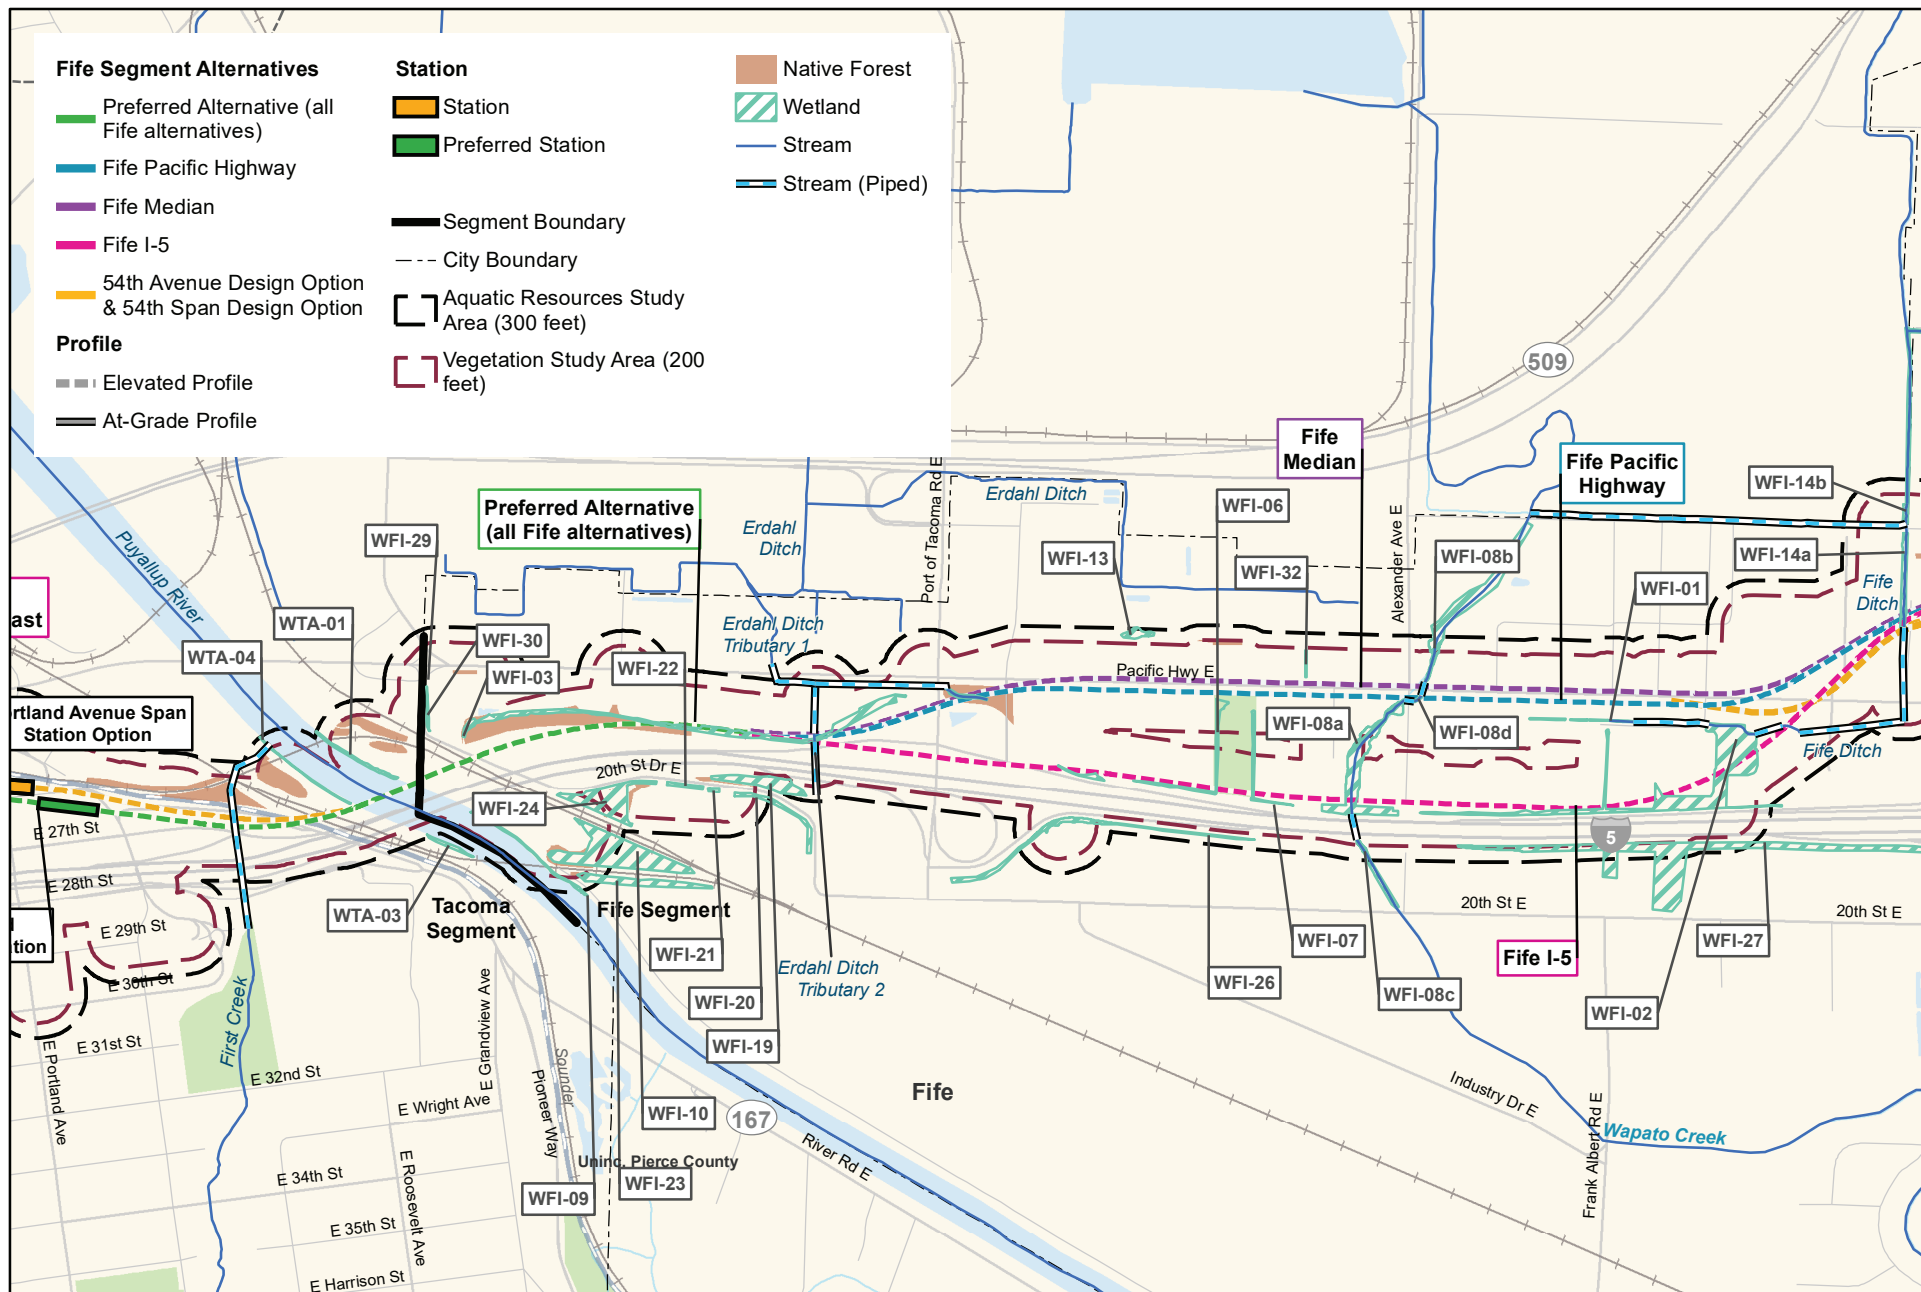 Fife Segment Alternatives
Preferred Alternative (all
Fife alternatives)
Fife Pacific Highway
Fife Median
Fife I-5
54th Avenue Design Option
& 54th Span Design Option
Profile
Elevated Profile
At-Grade Profile
Station
Station
Preferred Station
Segment Boundary
City Boundary
Aquatic Resources Study
Area (300 feet)
Vegetation Study Area (200
feet)
Native Forest
Wetland
Stream
Stream (Piped)
509
Fife
Median
Fife Pacific
Highway
WFI-14b
Preferred Alternative
(all Fife alternatives)
Erdahl
Ditch
Erdahl Ditch
Port of Tacoma Rd E
WFI-06
Alexander Ave E
WFI-29
WFI-13
WFI-32
WFI-08b
WFI-14a
WFI-01
Fife
Ditch
Puyallup River
ast
WTA-01
WFI-30
Erdahl Ditch
Tributary 1
WTA-04
WFI-03
WFI-22
Pacific Hwy E
rtland Avenue Span
Station Option
WFI-08a
WFI-08d
Fife Ditch
20th St Dr E
WFI-24
E 27th St
5
E 28th St
WTA-03
Tacoma
Segment
Fife Segment
20th St E
20th St E
E 29th St
tion
WFI-21
WFI-07
Fife I-5
WFI-27
E 30th St
Erdahl Ditch
Tributary 2
WFI-26
WFI-08c
WFI-20
WFI-02
First Creek
E 31st St
E Portland Ave
E Grandview Ave
WFI-19
E 32nd St
Sounder
Pioneer Way
Fife
E Wright Ave
WFI-10
167
Industry Dr E
Frank Albert Rd E
Wapato Creek
River Rd E
Uninc. Pierce County
E 34th St
E Roosevelt Ave
WFI-09
WFI-23
E 35th St
E Harrison St